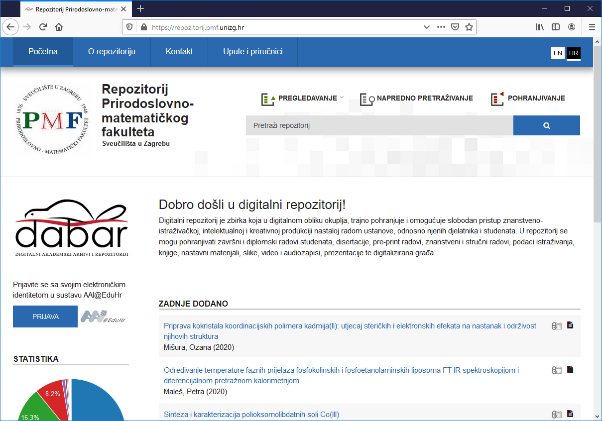 Repozitorij Prirodoslovno-mate
https://repozitorij.pmf.unizg.hr
Početna
O repozitoriju
Kontakt
Upute i priručnici
EN
HR
SVEUČILIŠTE U ZAGREBU
1876
1946
PRIRODOSLOVNO - MATEMATIČKI FAKULTET
PMF
Repozitorij
Prirodoslovno-
matematičkog
fakulteta
Sveučilišta u Zagrebu
PREGLEDAVANJE
NAPREDNO PRETRAŽIVANJE
POHRANJIVANJE
Pretraži repozitorij
dabar
DIGITALNI AKADEMSKI ARHIVI I REPOZITORIJI
Prijavite se sa svojim elektroničkim
identitetom u sustavu AAI@EduHr
PRIJAVA
AAI@EduHr
STATISTIKA
9.2%
16.3%
Dobro došli u digitalni repozitorij!
Digitalni repozitorij je zbirka koja u digitalnom obliku okuplja, trajno pohranjuje i omogućuje slobodan pristup znanstveno-
istraživačkoj, intelektualnoj i kreativnoj produkciji nastaloj radom ustanove, odnosno njenih djelatnika i studenata. U repozitorij se
mogu pohranjivati završni i diplomski radovi studenata, disertacije, pre-print radovi, znanstveni i stručni radovi, podaci istraživanja,
knjige, nastavni materijali, slike, video i audiozapisi, prezentacije te digitalizirana građa.
ZADNJE DODANO
Priprava kokristala koordinacijskih polimera kadmija(II): utjecaj steričkih i elektronskih efekata na nastanak i održivost
njihovih struktura
Mišura, Ozana (2020)
Određivanje temperature faznih prijelaza fosfokolinskih i fosfoetanolaminskih liposoma FT IR spektroskopijom i
diferencijalnom pretražnom kalorimetrijom
Maleš, Petra (2020)
Sinteza i karakterizacija polioksomolibdatnih soli Co(III)